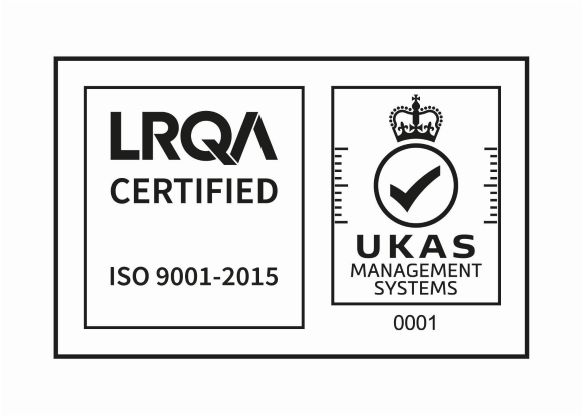 LRQA
CERTIFIED
ISO 9001-2015
UKAS
MANAGEMENT
SYSTEMS
0001